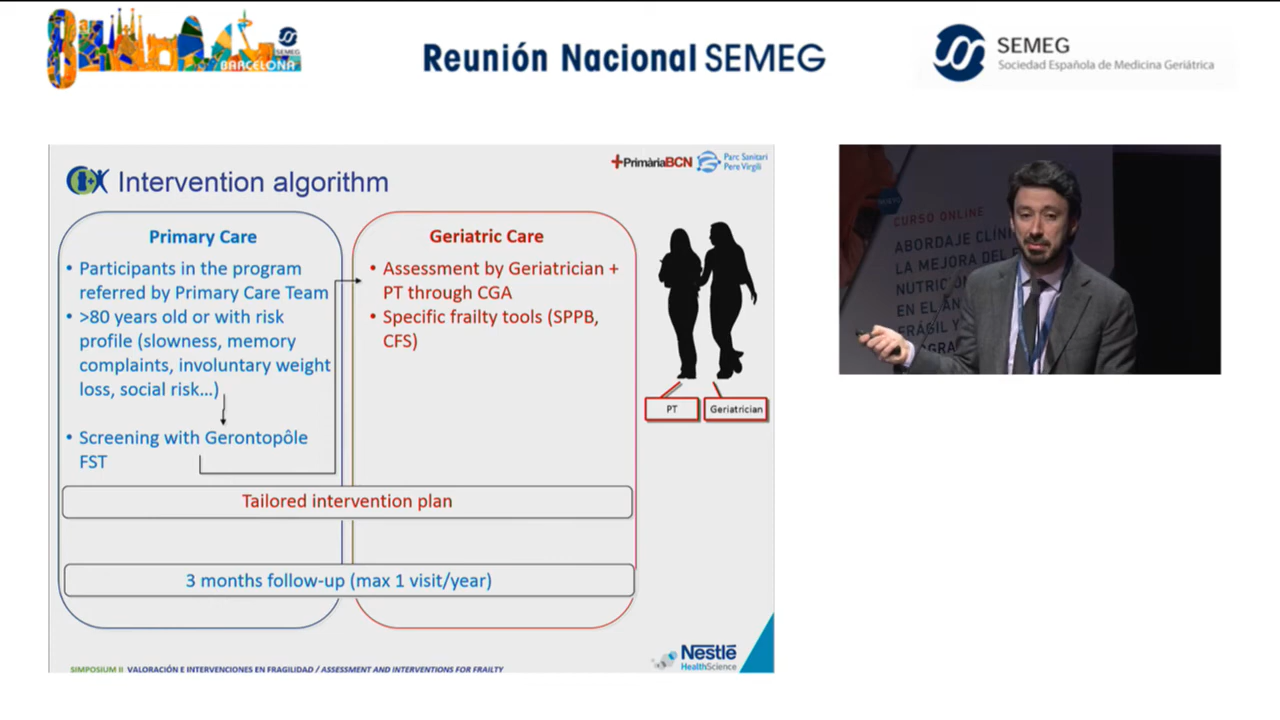 SEMEG
BARCELONA
Reunión Nacional SEMEG
SEMEG
Sociedad Española de Medicina Geriátrica
+PrimàriaBCN
Parc Sanitari
Pere Virgili
Intervention algorithm
Primary Care
• Participants in the program
referred by Primary Care Team
• >80 years old or with risk
profile (slowness, memory
complaints, involuntary weight
loss, social risk...)
• Screening with Gerontopôle
FST
Geriatric Care
• Assessment by Geriatrician +
PT through CGA
• Specific frailty tools (SPPB,
CFS)
PT
Geriatrician
Tailored intervention plan
3 months follow-up (max 1 visit/year)
SIMPOSIUM II VALORACIÓN E INTERVENCIONES EN FRAGILIDAD / ASSESSMENT AND INTERVENTIONS FOR FRAILTY
Nestlé
HealthScience
CURSO ONLINE
ABORDAJE CLÍN
LA MEJORA DEL E
NUTRIC
EN EL AN
FRÁGIL Y
GRA